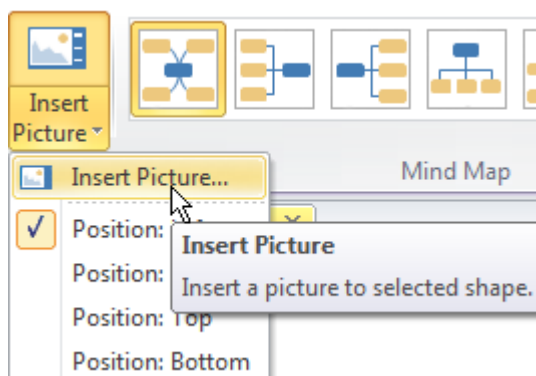 Insert
Picture
Mind Map
Insert Picture...
Position:
Insert Picture
Position:
Insert a picture to selected shape.
Position: Top
Position: Bottom